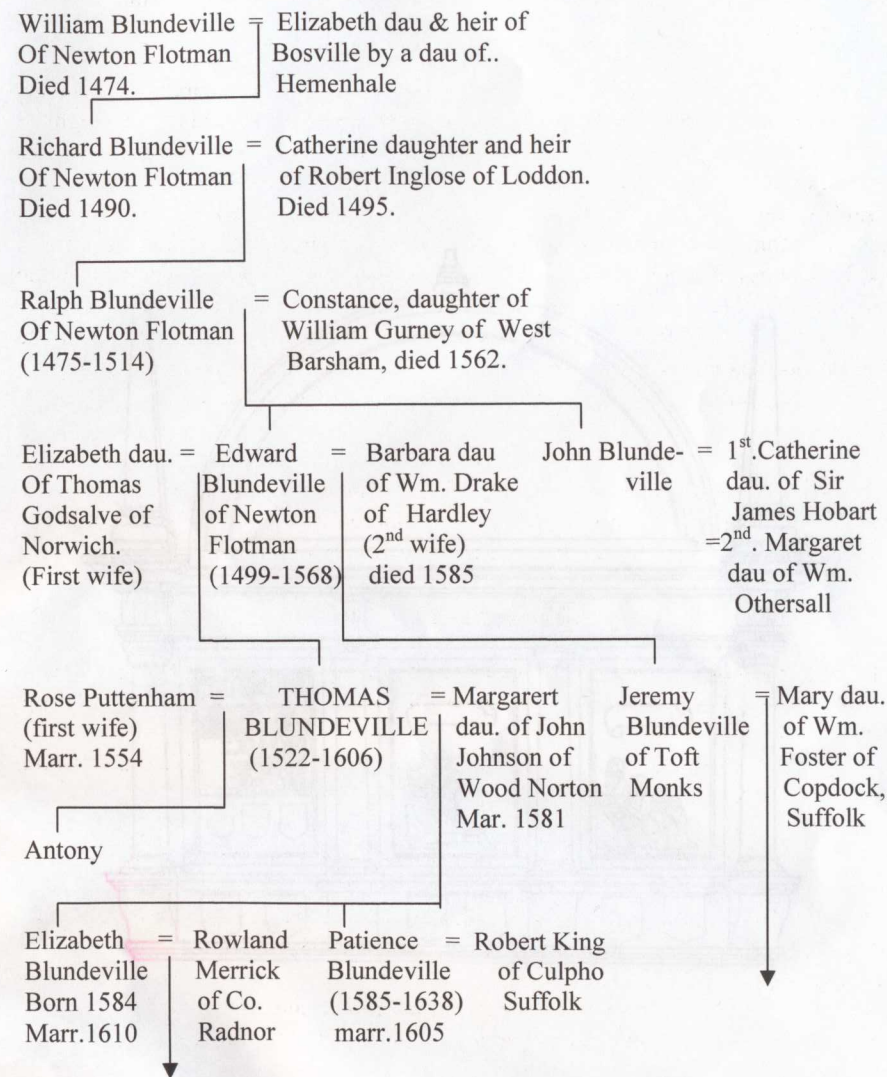 William Blundeville = Elizabeth dau & heir of
Of Newton Flotman Bosville by a dau of..
Died 1474. Hemenhale
Richard Blundeville = Catherine daughter and heir
Of Newton Flotman of Robert Inglose of Loddon.
Died 1490. Died 1495.
Ralph Blundeville = Constance, daughter of
Of Newton Flotman William Gurney of West
(1475-1514) Barsham, died 1562.
Elizabeth dau. = Edward = Barbara dau John Blunde- = 1st.Catherine
Of Thomas Blundeville of Wm. Drake ville dau. of Sir
Godsalve of of Newton of Hardley James Hobart
Norwich. Flotman (2nd wife) =2nd. Margaret
(First wife) (1499-1568) died 1585 dau of Wm.
Othersall
Rose Puttenham = THOMAS = Margarert Jeremy = Mary dau.
(first wife) BLUNDEVILLE dau. of John Blundeville of Wm.
Marr. 1554 (1522-1606) Johnson of of Toft Foster of
Wood Norton Monks Copdock,
Mar. 1581 Suffolk
Antony
Elizabeth = Rowland Patience = Robert King
Blundeville Merrick Blundeville of Culpho
Born 1584 of Co. (1585-1638) Suffolk
Marr.1610 Radnor marr.1605